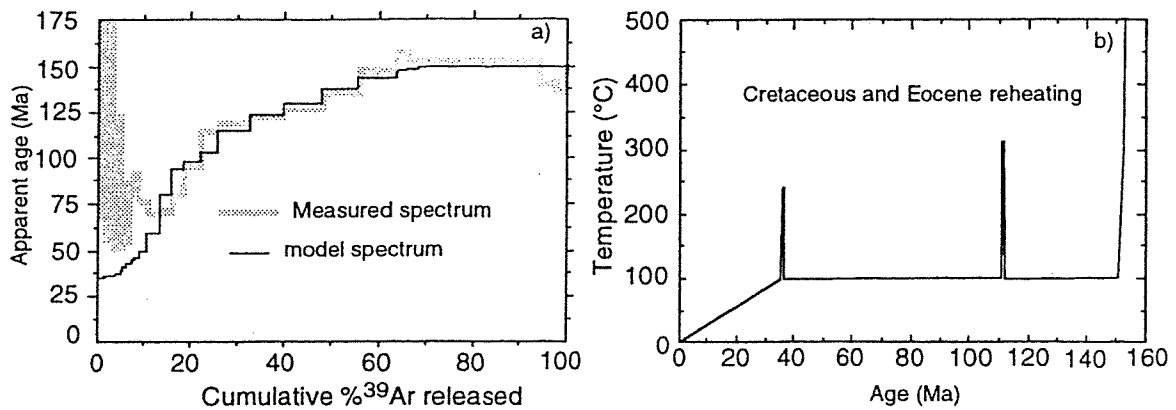 a)
175
150
125
100
75
50
25
0
Apparent age (Ma)
Measured spectrum
model spectrum
0 20 40 60 80 100
Cumulative %³⁹Ar released
b)
500
400
300
200
100
0
Temperature (°C)
Cretaceous and Eocene reheating
0 20 40 60 80 100 120 140 160
Age (Ma)